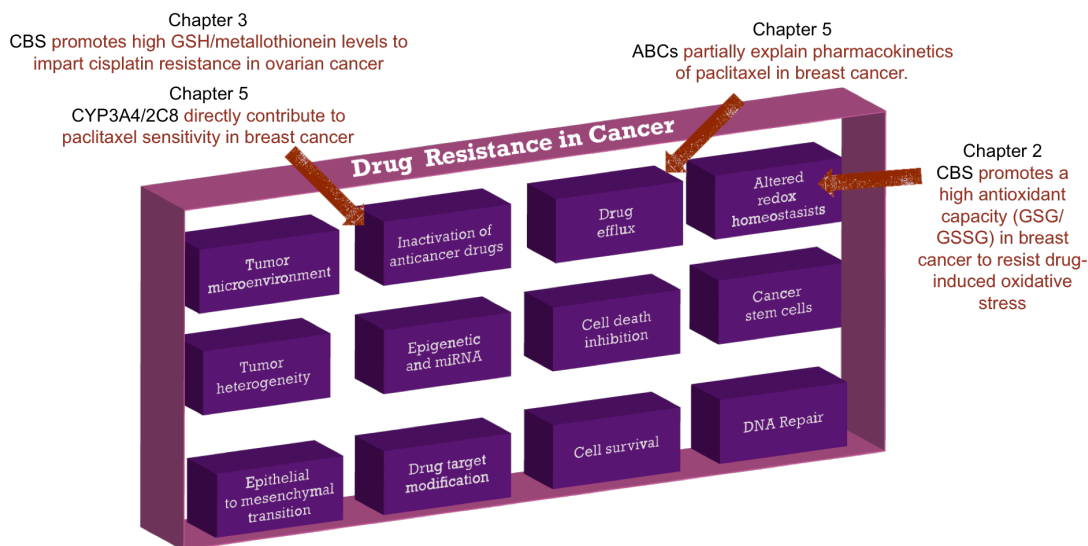 Chapter 3
CBS promotes high GSH/metallothionein levels to
impart cisplatin resistance in ovarian cancer
Chapter 5
CYP3A4/2C8 directly contribute to
paclitaxel sensitivity in breast cancer
Chapter 5
ABCs partially explain pharmacokinetics
of paclitaxel in breast cancer.
Chapter 2
CBS promotes a
high antioxidant
capacity (GSG/
GSSG) in breast
cancer to resist drug-
induced oxidative
stress
Drug Resistance in Cancer
Tumor
microenvironment
Inactivation of
anticancer drugs
Drug
efflux
Altered
redox
homeostasists
Tumor
heterogeneity
Epigenetic
and miRNA
Cell death
inhibition
Cancer
stem cells
Epithelial
to mesenchymal
transition
Drug target
modification
Cell survival
DNA Repair